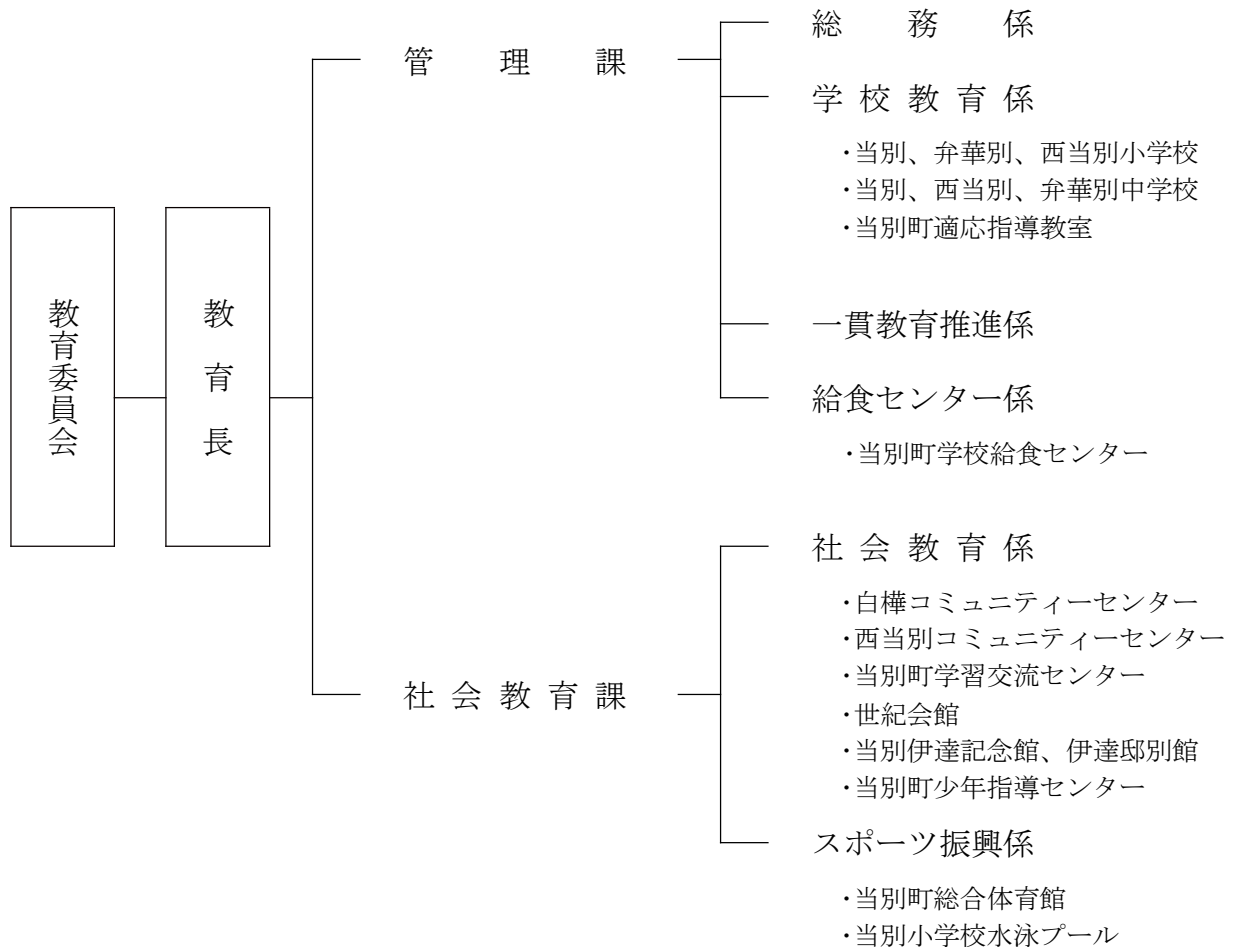 教育委員会
教育長
管理課
総務係
学校教育係
・当別、弁華別、西当別小学校
・当別、西当別、弁華別中学校
・当別町適応指導教室
一貫教育推進係
給食センター係
・当別町学校給食センター
社会教育課
社会教育係
・白樺コミュニティーセンター
・西当別コミュニティーセンター
・当別町学習交流センター
・世紀会館
・当別伊達記念館、伊達邸別館
・当別町少年指導センター
スポーツ振興係
・当別町総合体育館
・当別小学校水泳プール